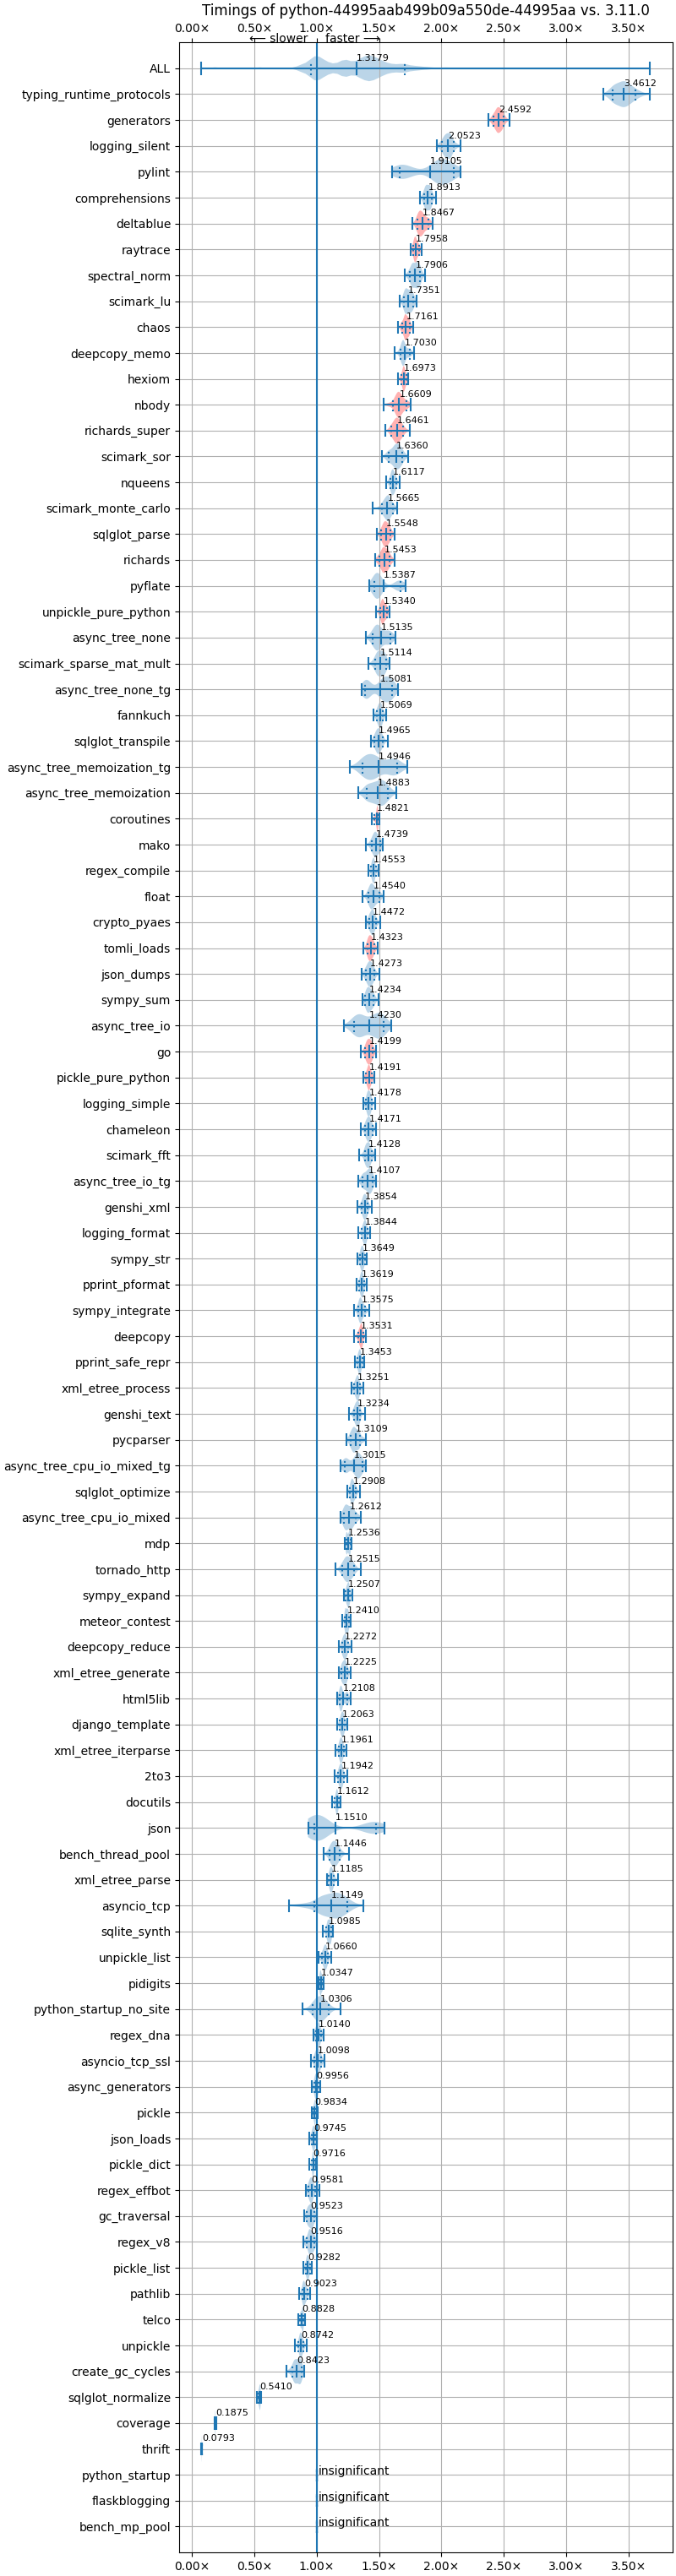 Timings of python-44995aab499b09a550de-44995aa vs. 3.11.0
0.00× 0.50× 1.00× 1.50× 2.00× 2.50× 3.00× 3.50×
⟵ slower faster ⟶
ALL 1.3179
typing_runtime_protocols 3.4612
generators 2.4592
logging_silent 2.0523
pylint 1.9105
comprehensions 1.8913
deltablue 1.8467
raytrace 1.7958
spectral_norm 1.7906
scimark_lu 1.7351
chaos 1.7161
deepcopy_memo 1.7030
hexiom 1.6973
nbody 1.6609
richards_super 1.6461
scimark_sor 1.6360
nqueens 1.6117
scimark_monte_carlo 1.5665
sqlglot_parse 1.5548
richards 1.5453
pyflate 1.5387
unpickle_pure_python 1.5340
async_tree_none 1.5135
scimark_sparse_mat_mult 1.5114
async_tree_none_tg 1.5081
fannkuch 1.5069
sqlglot_transpile 1.4965
async_tree_memoization_tg 1.4946
async_tree_memoization 1.4883
coroutines 1.4821
mako 1.4739
regex_compile 1.4553
float 1.4540
crypto_pyaes 1.4472
tomli_loads 1.4323
json_dumps 1.4273
sympy_sum 1.4234
async_tree_io 1.4230
go 1.4199
pickle_pure_python 1.4191
logging_simple 1.4178
chameleon 1.4171
scimark_fft 1.4128
async_tree_io_tg 1.4107
genshi_xml 1.3854
logging_format 1.3844
sympy_str 1.3649
pprint_pformat 1.3619
sympy_integrate 1.3575
deepcopy 1.3531
pprint_safe_repr 1.3453
xml_etree_process 1.3251
genshi_text 1.3234
pycparser 1.3109
async_tree_cpu_io_mixed_tg 1.3015
sqlglot_optimize 1.2908
async_tree_cpu_io_mixed 1.2612
mdp 1.2536
tornado_http 1.2515
sympy_expand 1.2507
meteor_contest 1.2410
deepcopy_reduce 1.2272
xml_etree_generate 1.2225
html5lib 1.2108
django_template 1.2063
xml_etree_iterparse 1.1961
2to3 1.1942
docutils 1.1612
json 1.1510
bench_thread_pool 1.1446
xml_etree_parse 1.1185
asyncio_tcp 1.1149
sqlite_synth 1.0985
unpickle_list 1.0660
pidigits 1.0347
python_startup_no_site 1.0306
regex_dna 1.0140
asyncio_tcp_ssl 1.0098
async_generators 0.9956
pickle 0.9834
json_loads 0.9745
pickle_dict 0.9716
regex_effbot 0.9581
gc_traversal 0.9523
regex_v8 0.9516
pickle_list 0.9282
pathlib 0.9023
telco 0.8828
unpickle 0.8742
create_gc_cycles 0.8423
sqlglot_normalize 0.5410
coverage 0.1875
thrift 0.0793
python_startup insignificant
flaskblogging insignificant
bench_mp_pool insignificant
0.00× 0.50× 1.00× 1.50× 2.00× 2.50× 3.00× 3.50×